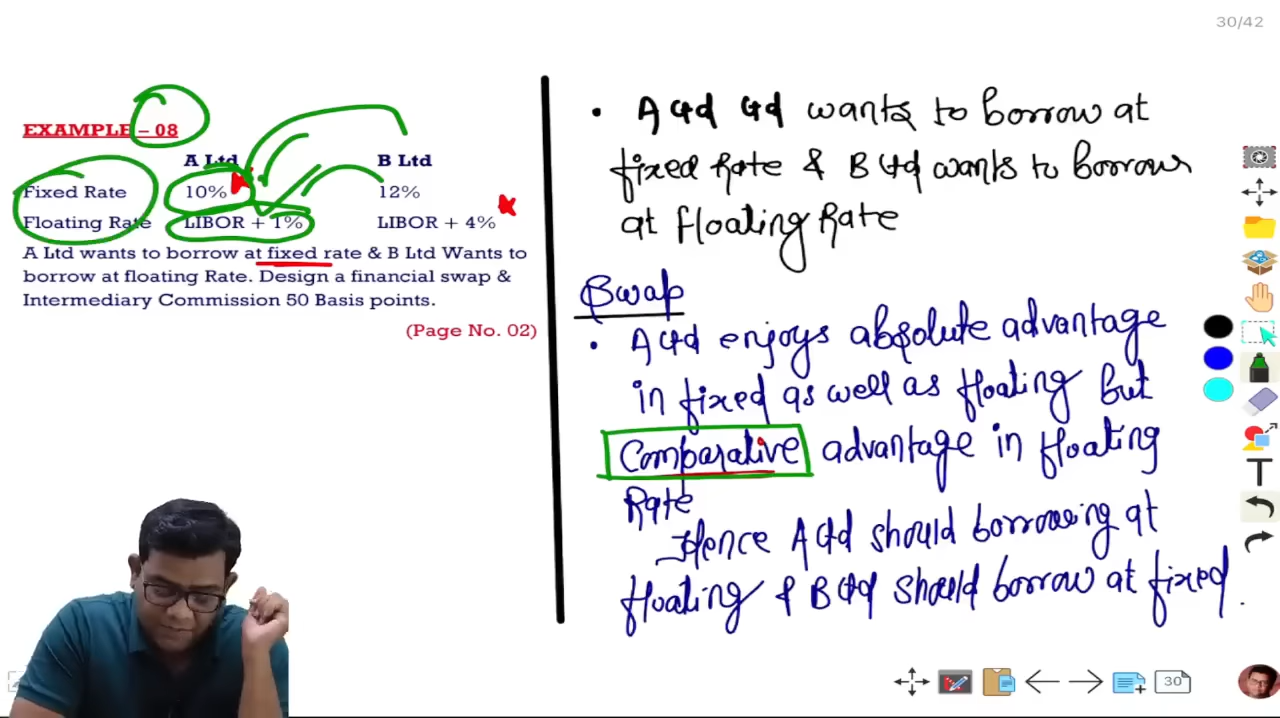 30/42
EXAMPLE – 08
A Ltd B Ltd
Fixed Rate 10% 12%
Floating Rate LIBOR + 1% LIBOR + 4%
A Ltd wants to borrow at fixed rate & B Ltd Wants to
borrow at floating Rate. Design a financial swap &
Intermediary Commission 50 Basis points.
(Page No. 02)
• A Ltd Ltd wants to borrow at
fixed Rate & B Ltd wants to borrow
at floating Rate
Swap
• A Ltd enjoys absolute advantage
in fixed as well as floating but
Comparative advantage in floating
Rate
Hence A Ltd should borrowing at
floating & B Ltd should borrow at fixed.
T
30